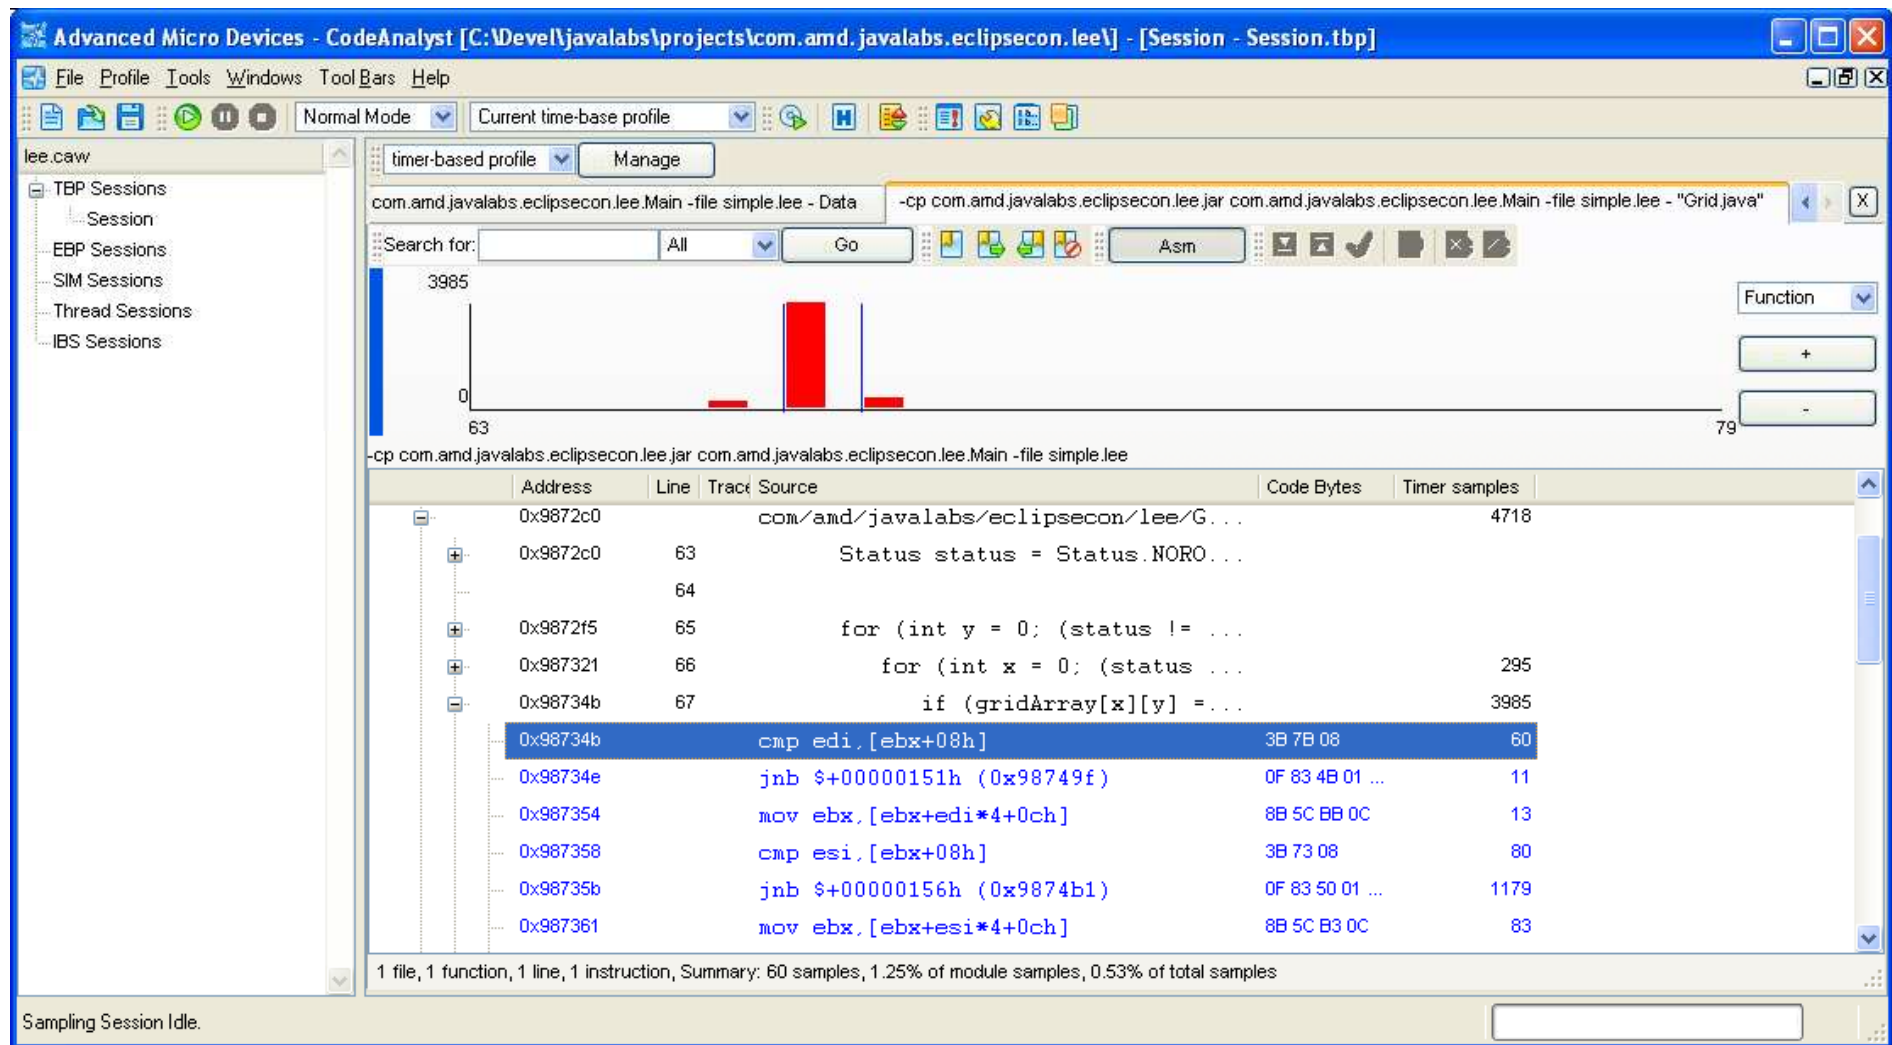 Advanced Micro Devices - CodeAnalyst [C:\Devel\javalabs\projects\com.amd.javalabs.eclipsecon.lee\] - [Session - Session.tbp]
File Profile Tools Windows Tool Bars Help
Normal Mode Current time-base profile
lee.caw
TBP Sessions
Session
EBP Sessions
SIM Sessions
Thread Sessions
IBS Sessions
timer-based profile Manage
com.amd.javalabs.eclipsecon.lee.Main -file simple.lee - Data -cp com.amd.javalabs.eclipsecon.lee.jar com.amd.javalabs.eclipsecon.lee.Main -file simple.lee - "Grid.java" X
Search for: All Go Asm
3985
0
63 79
Function
+
-
-cp com.amd.javalabs.eclipsecon.lee.jar com.amd.javalabs.eclipsecon.lee.Main -file simple.lee
Address Line Trace Source Code Bytes Timer samples
0x9872c0 com/amd/javalabs/eclipsecon/lee/G... 4718
0x9872c0 63 Status status = Status.NORO...
64
0x9872f5 65 for (int y = 0; (status != ...
0x987321 66 for (int x = 0; (status ... 295
0x98734b 67 if (gridArray[x][y] =... 3985
0x98734b cmp edi,[ebx+08h] 3B 7B 08 60
0x98734e jnb $+00000151h (0x98749f) 0F 83 4B 01 ... 11
0x987354 mov ebx,[ebx+edi*4+0ch] 8B 5C BB 0C 13
0x987358 cmp esi,[ebx+08h] 3B 73 08 80
0x98735b jnb $+00000156h (0x9874b1) 0F 83 50 01 ... 1179
0x987361 mov ebx,[ebx+esi*4+0ch] 8B 5C B3 0C 83
1 file, 1 function, 1 line, 1 instruction, Summary: 60 samples, 1.25% of module samples, 0.53% of total samples
Sampling Session Idle.